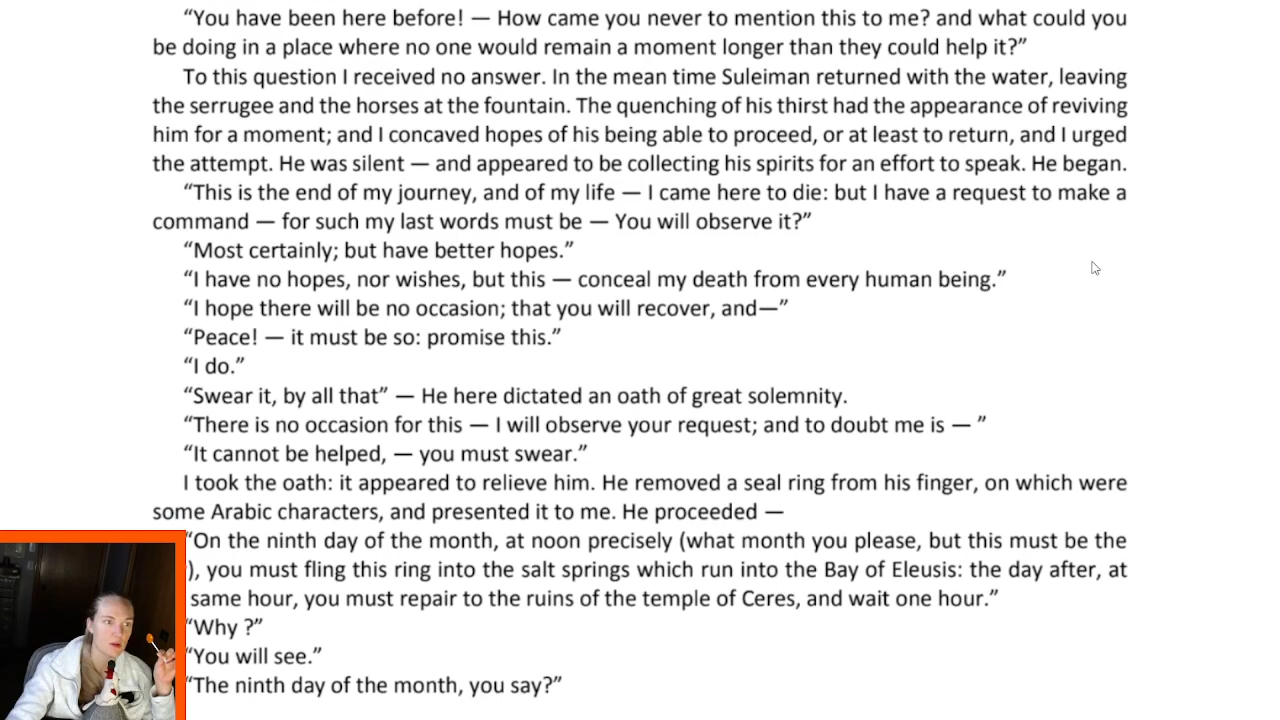 “You have been here before! — How came you never to mention this to me? and what could you
be doing in a place where no one would remain a moment longer than they could help it?”
To this question I received no answer. In the mean time Suleiman returned with the water, leaving
the serrugee and the horses at the fountain. The quenching of his thirst had the appearance of reviving
him for a moment; and I concaved hopes of his being able to proceed, or at least to return, and I urged
the attempt. He was silent — and appeared to be collecting his spirits for an effort to speak. He began.
“This is the end of my journey, and of my life — I came here to die: but I have a request to make a
command — for such my last words must be — You will observe it?”
“Most certainly; but have better hopes.”
“I have no hopes, nor wishes, but this — conceal my death from every human being.”
“I hope there will be no occasion; that you will recover, and—”
“Peace! — it must be so: promise this.”
“I do.”
“Swear it, by all that” — He here dictated an oath of great solemnity.
“There is no occasion for this — I will observe your request; and to doubt me is — ”
“It cannot be helped, — you must swear.”
I took the oath: it appeared to relieve him. He removed a seal ring from his finger, on which were
some Arabic characters, and presented it to me. He proceeded —
“On the ninth day of the month, at noon precisely (what month you please, but this must be the
), you must fling this ring into the salt springs which run into the Bay of Eleusis: the day after, at
same hour, you must repair to the ruins of the temple of Ceres, and wait one hour.”
“Why ?”
“You will see.”
“The ninth day of the month, you say?”